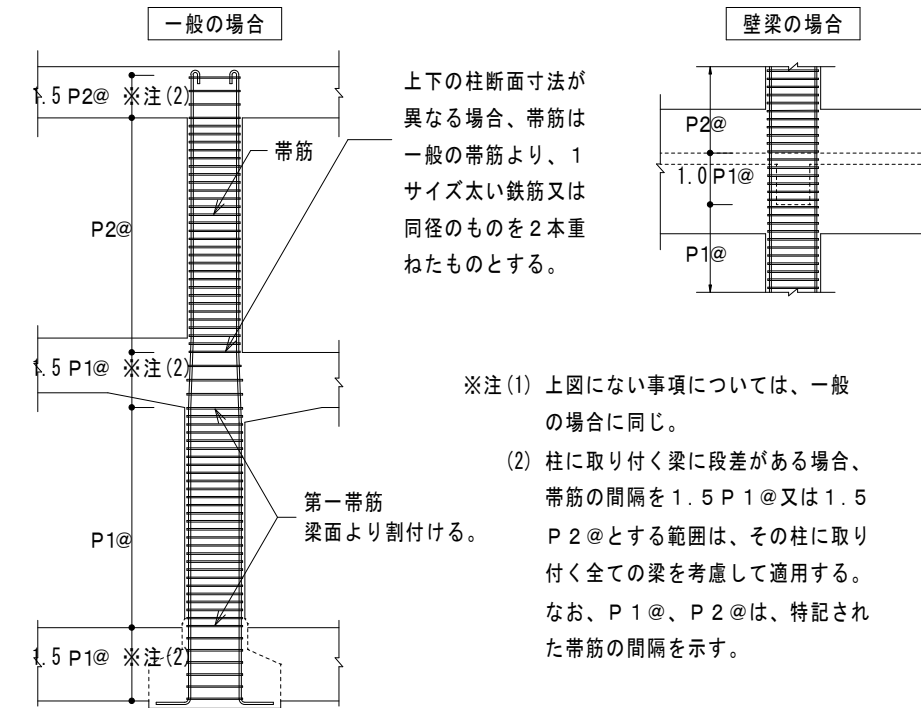 一般の場合
1.5 P2@ ※注(2)
帯筋
P2@
1.5 P1@ ※注(2)
P1@
第一帯筋
梁面より割付ける。
1.5 P1@ ※注(2)
上下の柱断面寸法が
異なる場合、帯筋は
一般の帯筋より、1
サイズ太い鉄筋又は
同径のものを2本重
ねたものとする。
壁梁の場合
P2@
1.0 P1@
P1@
※注(1) 上図にない事項については、一般
の場合に同じ。
(2) 柱に取り付く梁に段差がある場合、
帯筋の間隔を1.5P1@又は1.5
P2@とする範囲は、その柱に取り
付く全ての梁を考慮して適用する。
なお、P1@、P2@は、特記され
た帯筋の間隔を示す。